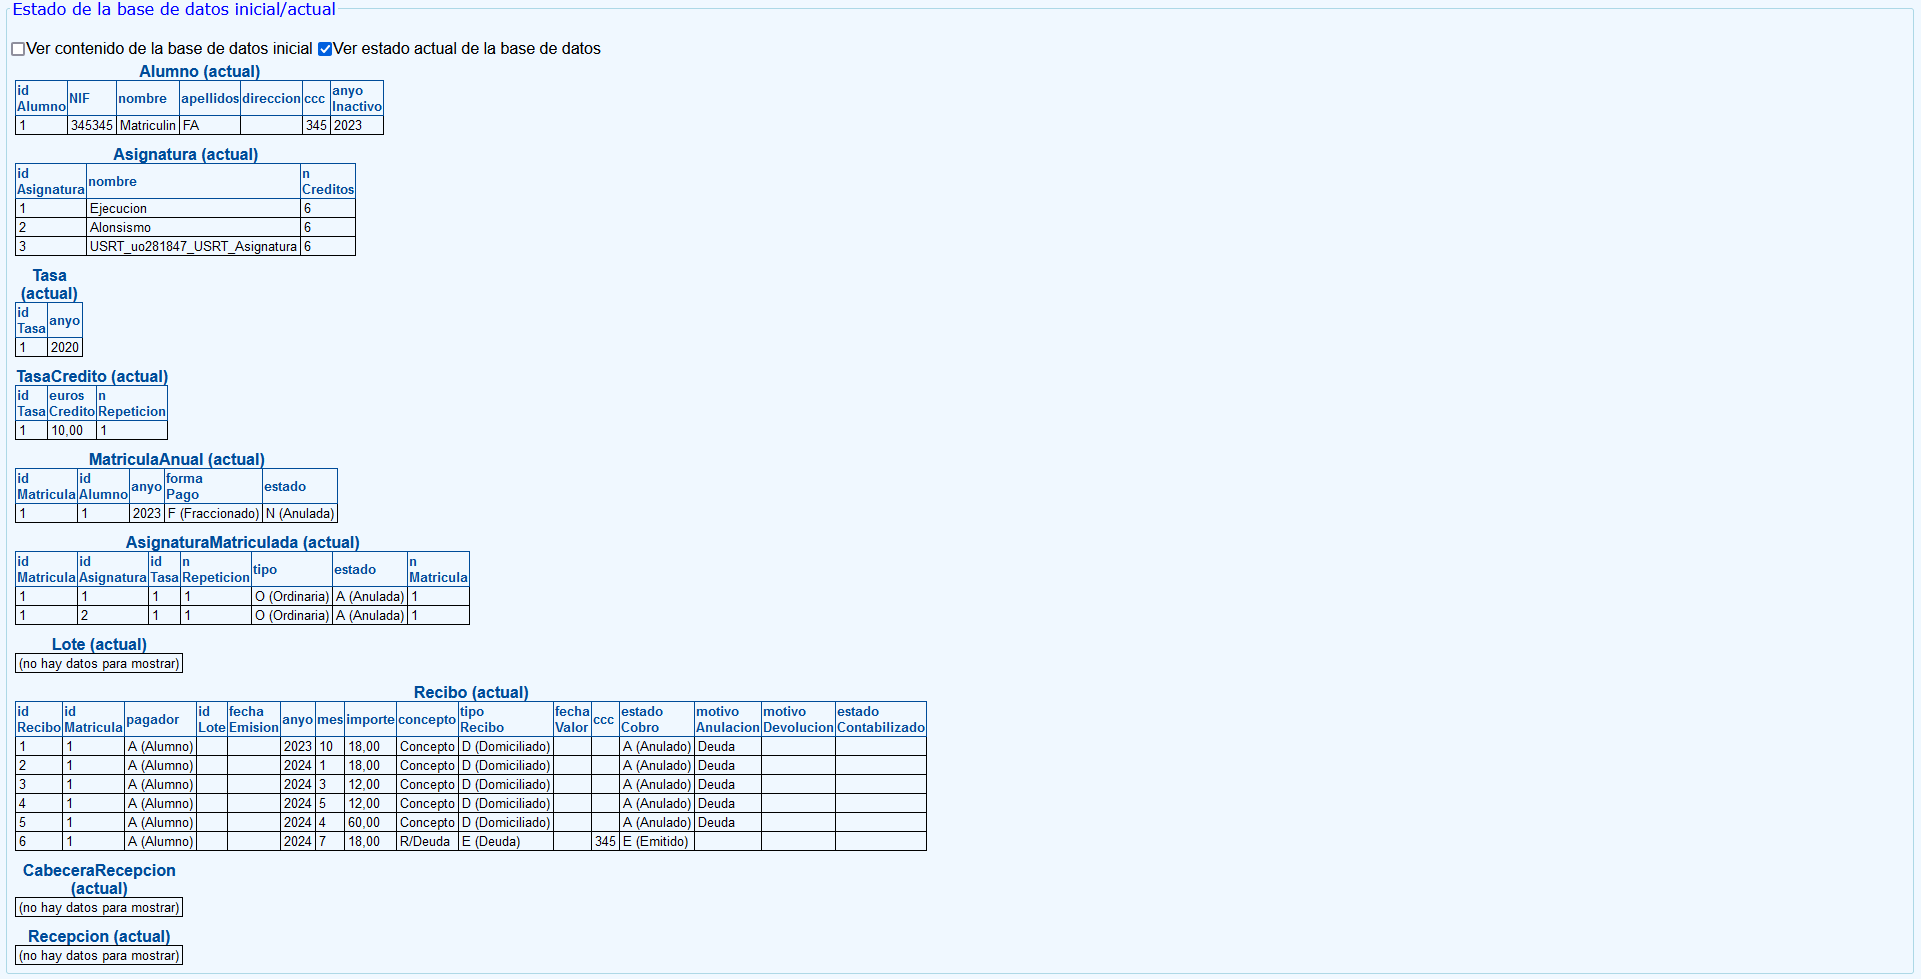 Estado de la base de datos inicial/actual
Ver contenido de la base de datos inicial Ver estado actual de la base de datos
Alumno (actual)
id Alumno NIF nombre apellidos direccion ccc anyo Inactivo
1 345345 Matriculin FA 345 2023
Asignatura (actual)
id Asignatura nombre n Creditos
1 Ejecucion 6
2 Alonsismo 6
3 USRT_uo281847_USRT_Asignatura 6
Tasa (actual)
id Tasa anyo
1 2020
TasaCredito (actual)
id Tasa euros Credito n Repeticion
1 10,00 1
MatriculaAnual (actual)
id Matricula id Alumno anyo forma Pago estado
1 1 2023 F (Fraccionado) N (Anulada)
AsignaturaMatriculada (actual)
id Matricula id Asignatura id Tasa n Repeticion tipo estado n Matricula
1 1 1 1 O (Ordinaria) A (Anulada) 1
1 2 1 1 O (Ordinaria) A (Anulada) 1
Lote (actual)
(no hay datos para mostrar)
Recibo (actual)
id Recibo id Matricula pagador id Lote fecha Emision anyo mes importe concepto tipo Recibo fecha Valor ccc estado Cobro motivo Anulacion motivo Devolucion estado Contabilizado
1 1 A (Alumno) 2023 10 18,00 Concepto D (Domiciliado) A (Anulado) Deuda
2 1 A (Alumno) 2024 1 18,00 Concepto D (Domiciliado) A (Anulado) Deuda
3 1 A (Alumno) 2024 3 12,00 Concepto D (Domiciliado) A (Anulado) Deuda
4 1 A (Alumno) 2024 5 12,00 Concepto D (Domiciliado) A (Anulado) Deuda
5 1 A (Alumno) 2024 4 60,00 Concepto D (Domiciliado) A (Anulado) Deuda
6 1 A (Alumno) 2024 7 18,00 R/Deuda E (Deuda) 345 E (Emitido)
CabeceraRecepcion (actual)
(no hay datos para mostrar)
Recepcion (actual)
(no hay datos para mostrar)